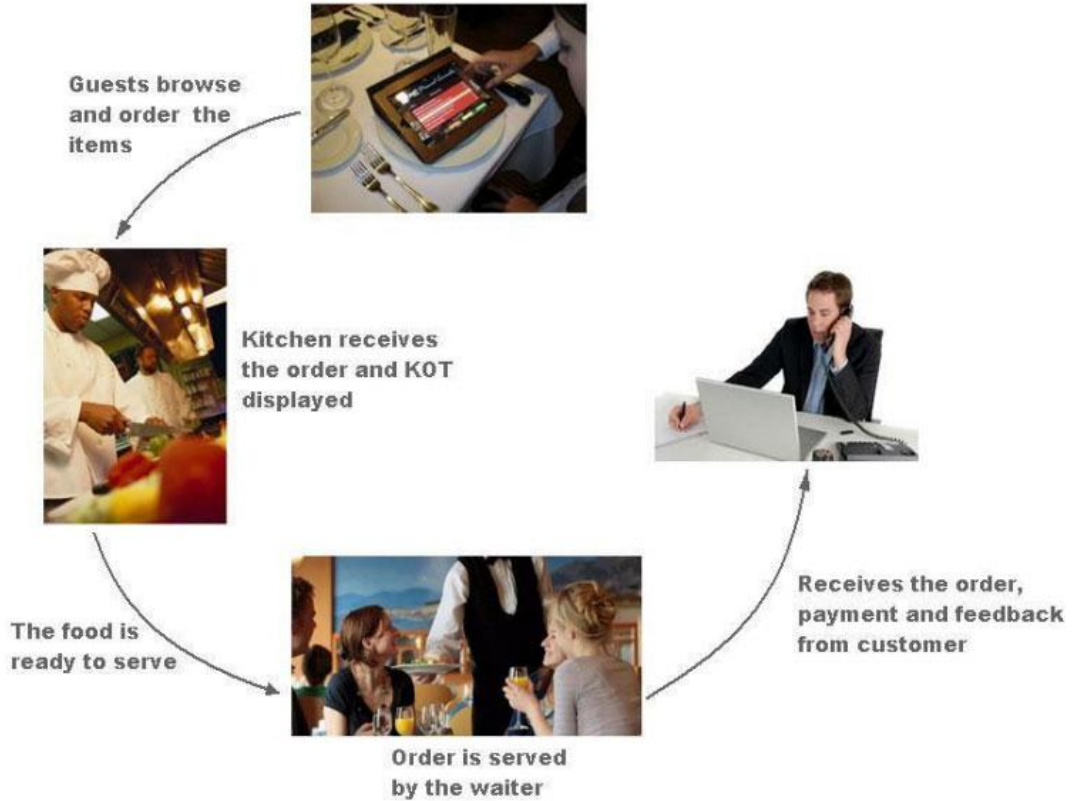 Guests browse
and order the
items
Kitchen receives
the order and KOT
displayed
The food is
ready to serve
Order is served
by the waiter
Receives the order,
payment and feedback
from customer